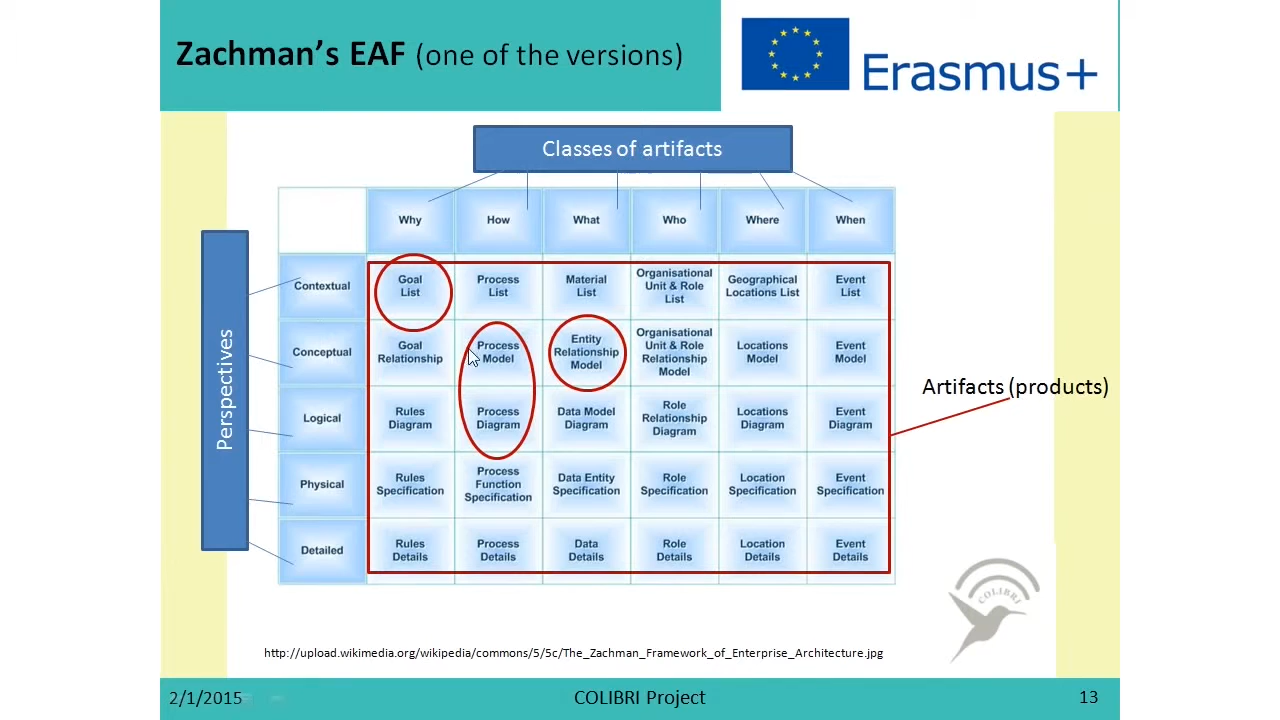 Zachman's EAF (one of the versions)
Erasmus+
Classes of artifacts
Why How What Who Where When
Perspectives
Contextual
Goal
List
Process
List
Material
List
Organisational
Unit & Role
List
Geographical
Locations List
Event
List
Conceptual
Goal
Relationship
Process
Model
Entity
Relationship
Model
Organisational
Unit & Role
Relationship
Model
Locations
Model
Event
Model
Artifacts (products)
Logical
Rules
Diagram
Process
Diagram
Data Model
Diagram
Role
Relationship
Diagram
Locations
Diagram
Event
Diagram
Physical
Rules
Specification
Process
Function
Specification
Data Entity
Specification
Role
Specification
Location
Specification
Event
Specification
Detailed
Rules
Details
Process
Details
Data
Details
Role
Details
Location
Details
Event
Details
COLIBRI
http://upload.wikimedia.org/wikipedia/commons/5/5c/The_Zachman_Framework_of_Enterprise_Architecture.jpg
2/1/2015 COLIBRI Project 13